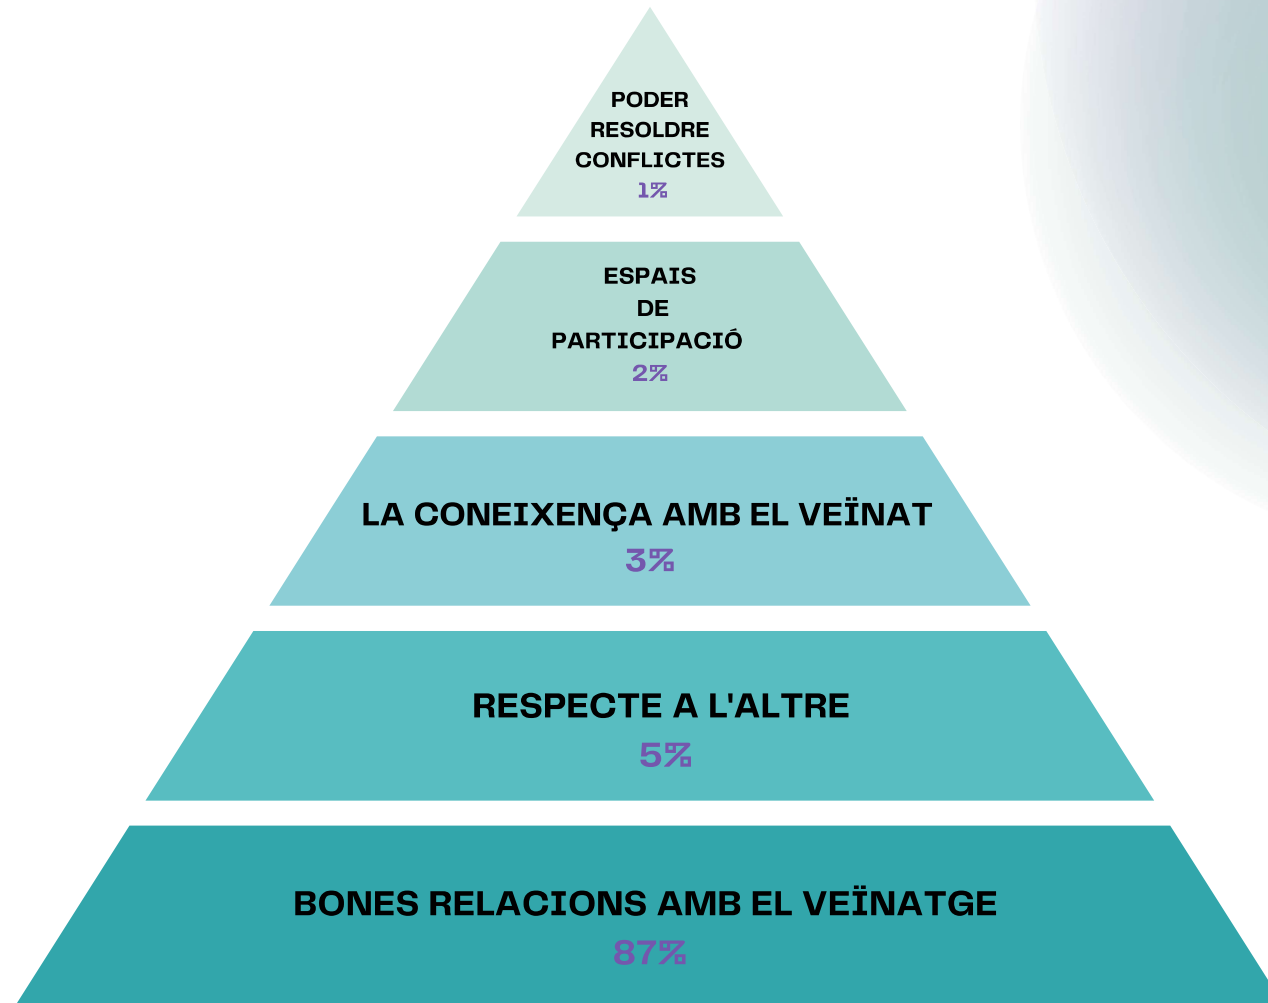 PODER
RESOLDRE
CONFLICTES
1%
ESPAIS
DE
PARTICIPACIÓ
2%
LA CONEIXENÇA AMB EL VEÏNAT
3%
RESPECTE A L'ALTRE
5%
BONES RELACIONS AMB EL VEÏNATGE
87%